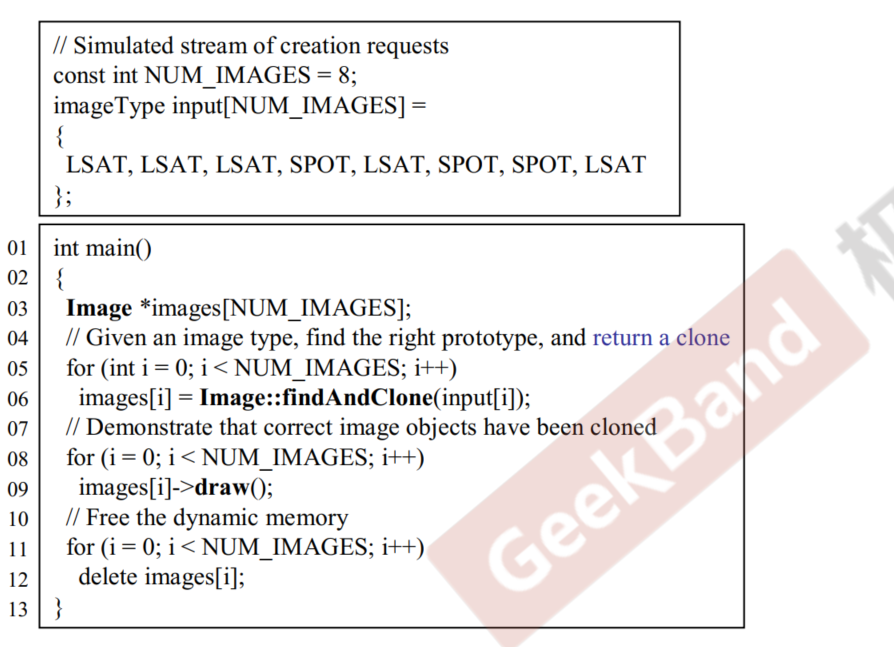 // Simulated stream of creation requests
const int NUM_IMAGES = 8;
imageType input[NUM_IMAGES] =
{
LSAT, LSAT, LSAT, SPOT, LSAT, SPOT, SPOT, LSAT
};
01 int main()
02 {
03 Image *images[NUM_IMAGES];
04 // Given an image type, find the right prototype, and return a clone
05 for (int i = 0; i < NUM_IMAGES; i++)
06 images[i] = Image::findAndClone(input[i]);
07 // Demonstrate that correct image objects have been cloned
08 for (i = 0; i < NUM_IMAGES; i++)
09 images[i]->draw();
10 // Free the dynamic memory
11 for (i = 0; i < NUM_IMAGES; i++)
12 delete images[i];
13 }
GeekBand